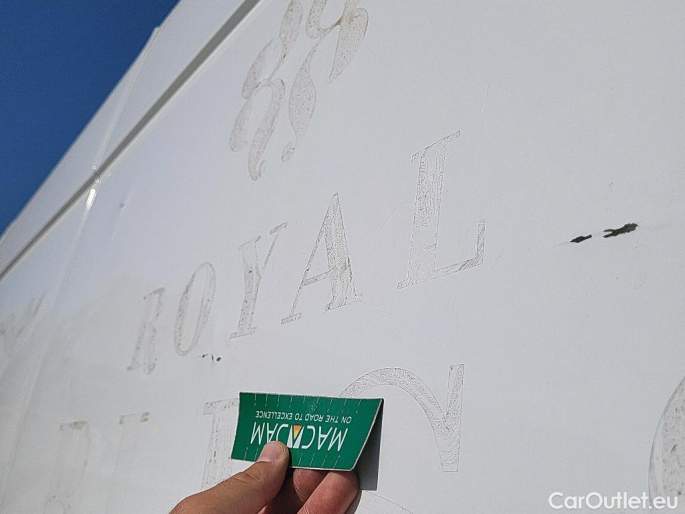 ROYAL
MACADAM
ON THE ROAD TO EXCELLENCE
CarOutlet.eu